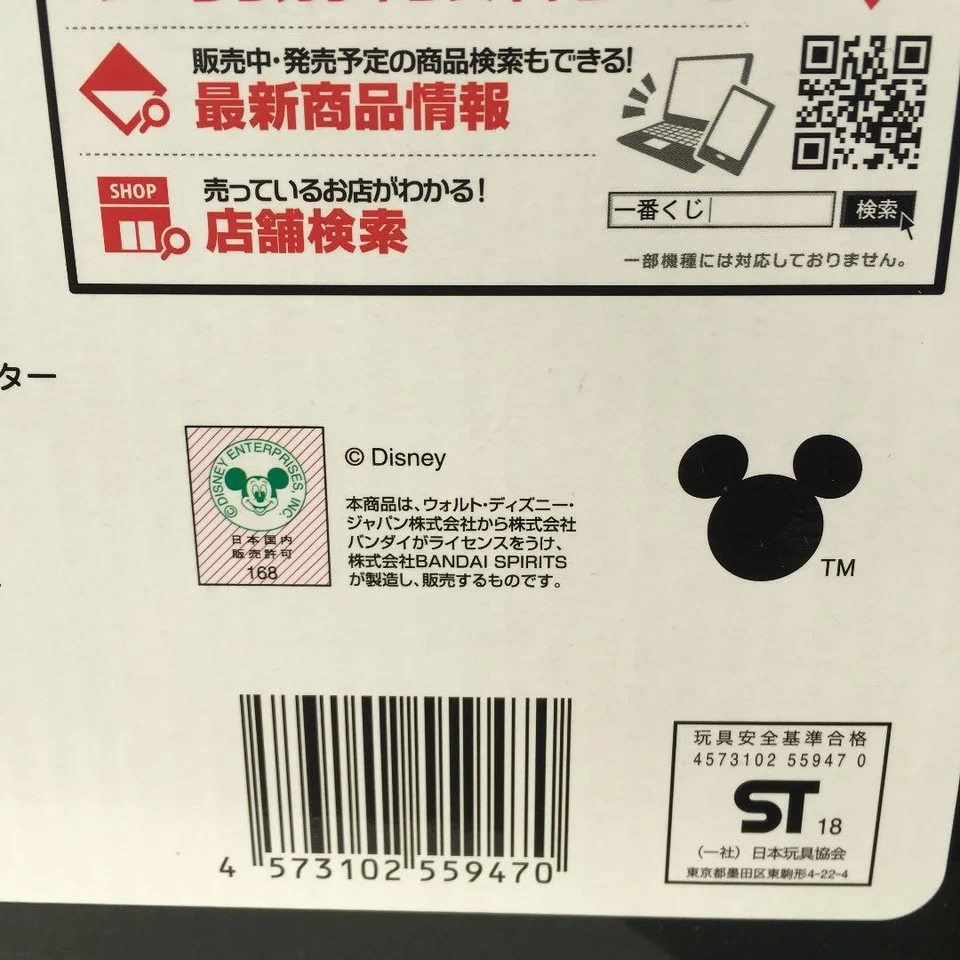 販売中・発売予定の商品検索もできる!
最新商品情報
SHOP
売っているお店がわかる!
店舗検索
一番くじ
検索
一部機種には対応しておりません。
ター
© DISNEY ENTERPRISES, INC.
日本国内
販売許可
168
© Disney
本商品は、ウォルト・ディズニー・
ジャパン株式会社から株式会社
バンダイがライセンスをうけ、
株式会社BANDAI SPIRITS
が製造し、販売するものです。
TM
4 573102 559470
玩具安全基準合格
4573102 55947 0
ST 18
(一社) 日本玩具協会
東京都墨田区東駒形4-22-4